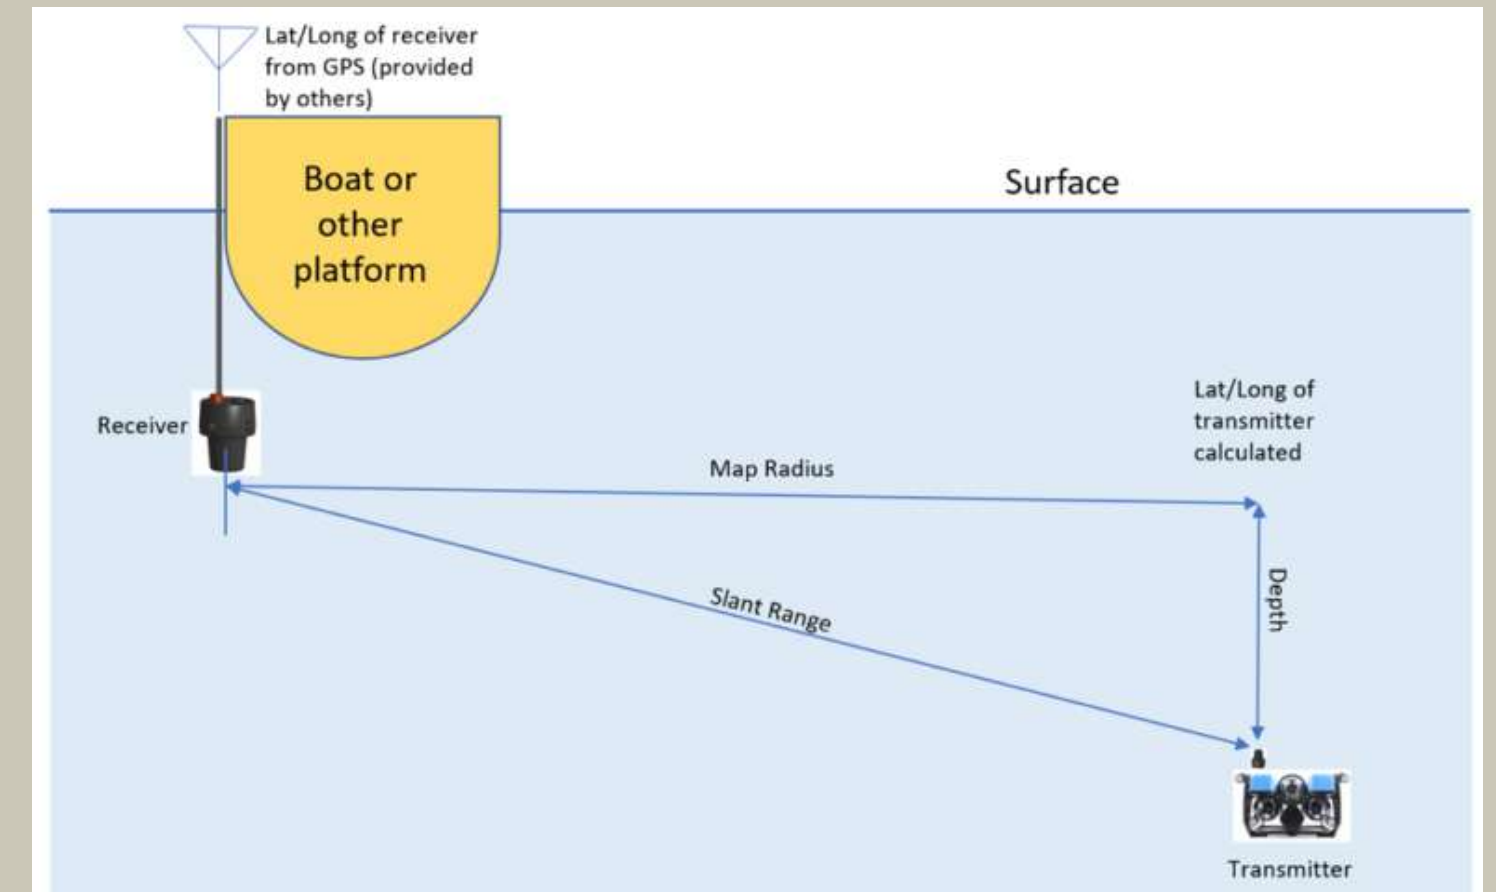 Lat/Long of receiver
from GPS (provided
by others)
Boat or
other
platform
Surface
Receiver
Lat/Long of
transmitter
calculated
Map Radius
Slant Range
Depth
Transmitter